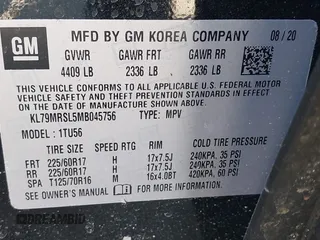 GM
MFD BY GM KOREA COMPANY 08/20
GVWR GAWR FRT GAWR RR
4409 LB 2336 LB 2336 LB
THIS VEHICLE CONFORMS TO ALL APPLICABLE U.S. FEDERAL
MOTOR VEHICLE SAFETY, BUMPER, AND THEFT PREVENTION
STANDARDS IN EFFECT ON THE DATE OF MANUFACTURE
SHOWN ABOVE.
KL79MRSL5MB045756 TYPE: MPV
MODEL: 1TU56
TIRE SIZE SPEED RTG RIM COLD TIRE PRESSURE
FRT 225/60R17 H 17x7.5J 240KPA, 35 PSI
RR 225/60R17 H 17x7.5J 240KPA, 35 PSI
SPA T125/70R16 M 16x4.0BT 420KPA, 60 PSI
SEE OWNER'S MANUAL FOR ADDITIONAL INFORMATION